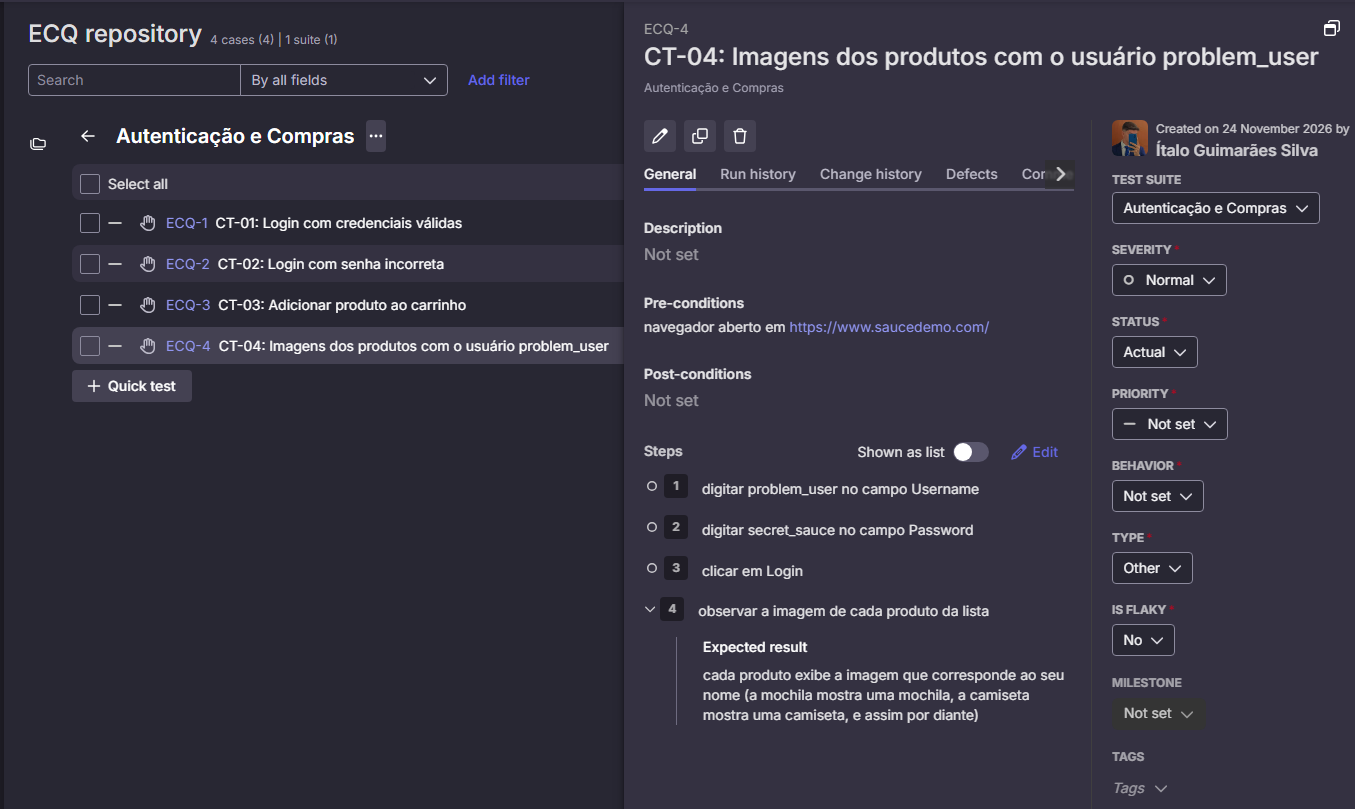 ECQ repository 4 cases (4) | 1 suite (1)
Search
By all fields
Add filter
Autenticação e Compras
Select all
ECQ-1 CT-01: Login com credenciais válidas
ECQ-2 CT-02: Login com senha incorreta
ECQ-3 CT-03: Adicionar produto ao carrinho
ECQ-4 CT-04: Imagens dos produtos com o usuário problem_user
+ Quick test
ECQ-4
CT-04: Imagens dos produtos com o usuário problem_user
Autenticação e Compras
General Run history Change history Defects
Description
Not set
Pre-conditions
navegador aberto em https://www.saucedemo.com/
Post-conditions
Not set
Steps
Shown as list
Edit
1 digitar problem_user no campo Username
2 digitar secret_sauce no campo Password
3 clicar em Login
4 observar a imagem de cada produto da lista
Expected result
cada produto exibe a imagem que corresponde ao seu
nome (a mochila mostra uma mochila, a camiseta
mostra uma camiseta, e assim por diante)
Created on 24 November 2026 by
Ítalo Guimarães Silva
TEST SUITE
Autenticação e Compras
SEVERITY*
Normal
STATUS*
Actual
PRIORITY*
Not set
BEHAVIOR*
Not set
TYPE*
Other
IS FLAKY*
No
MILESTONE
Not set
TAGS
Tags